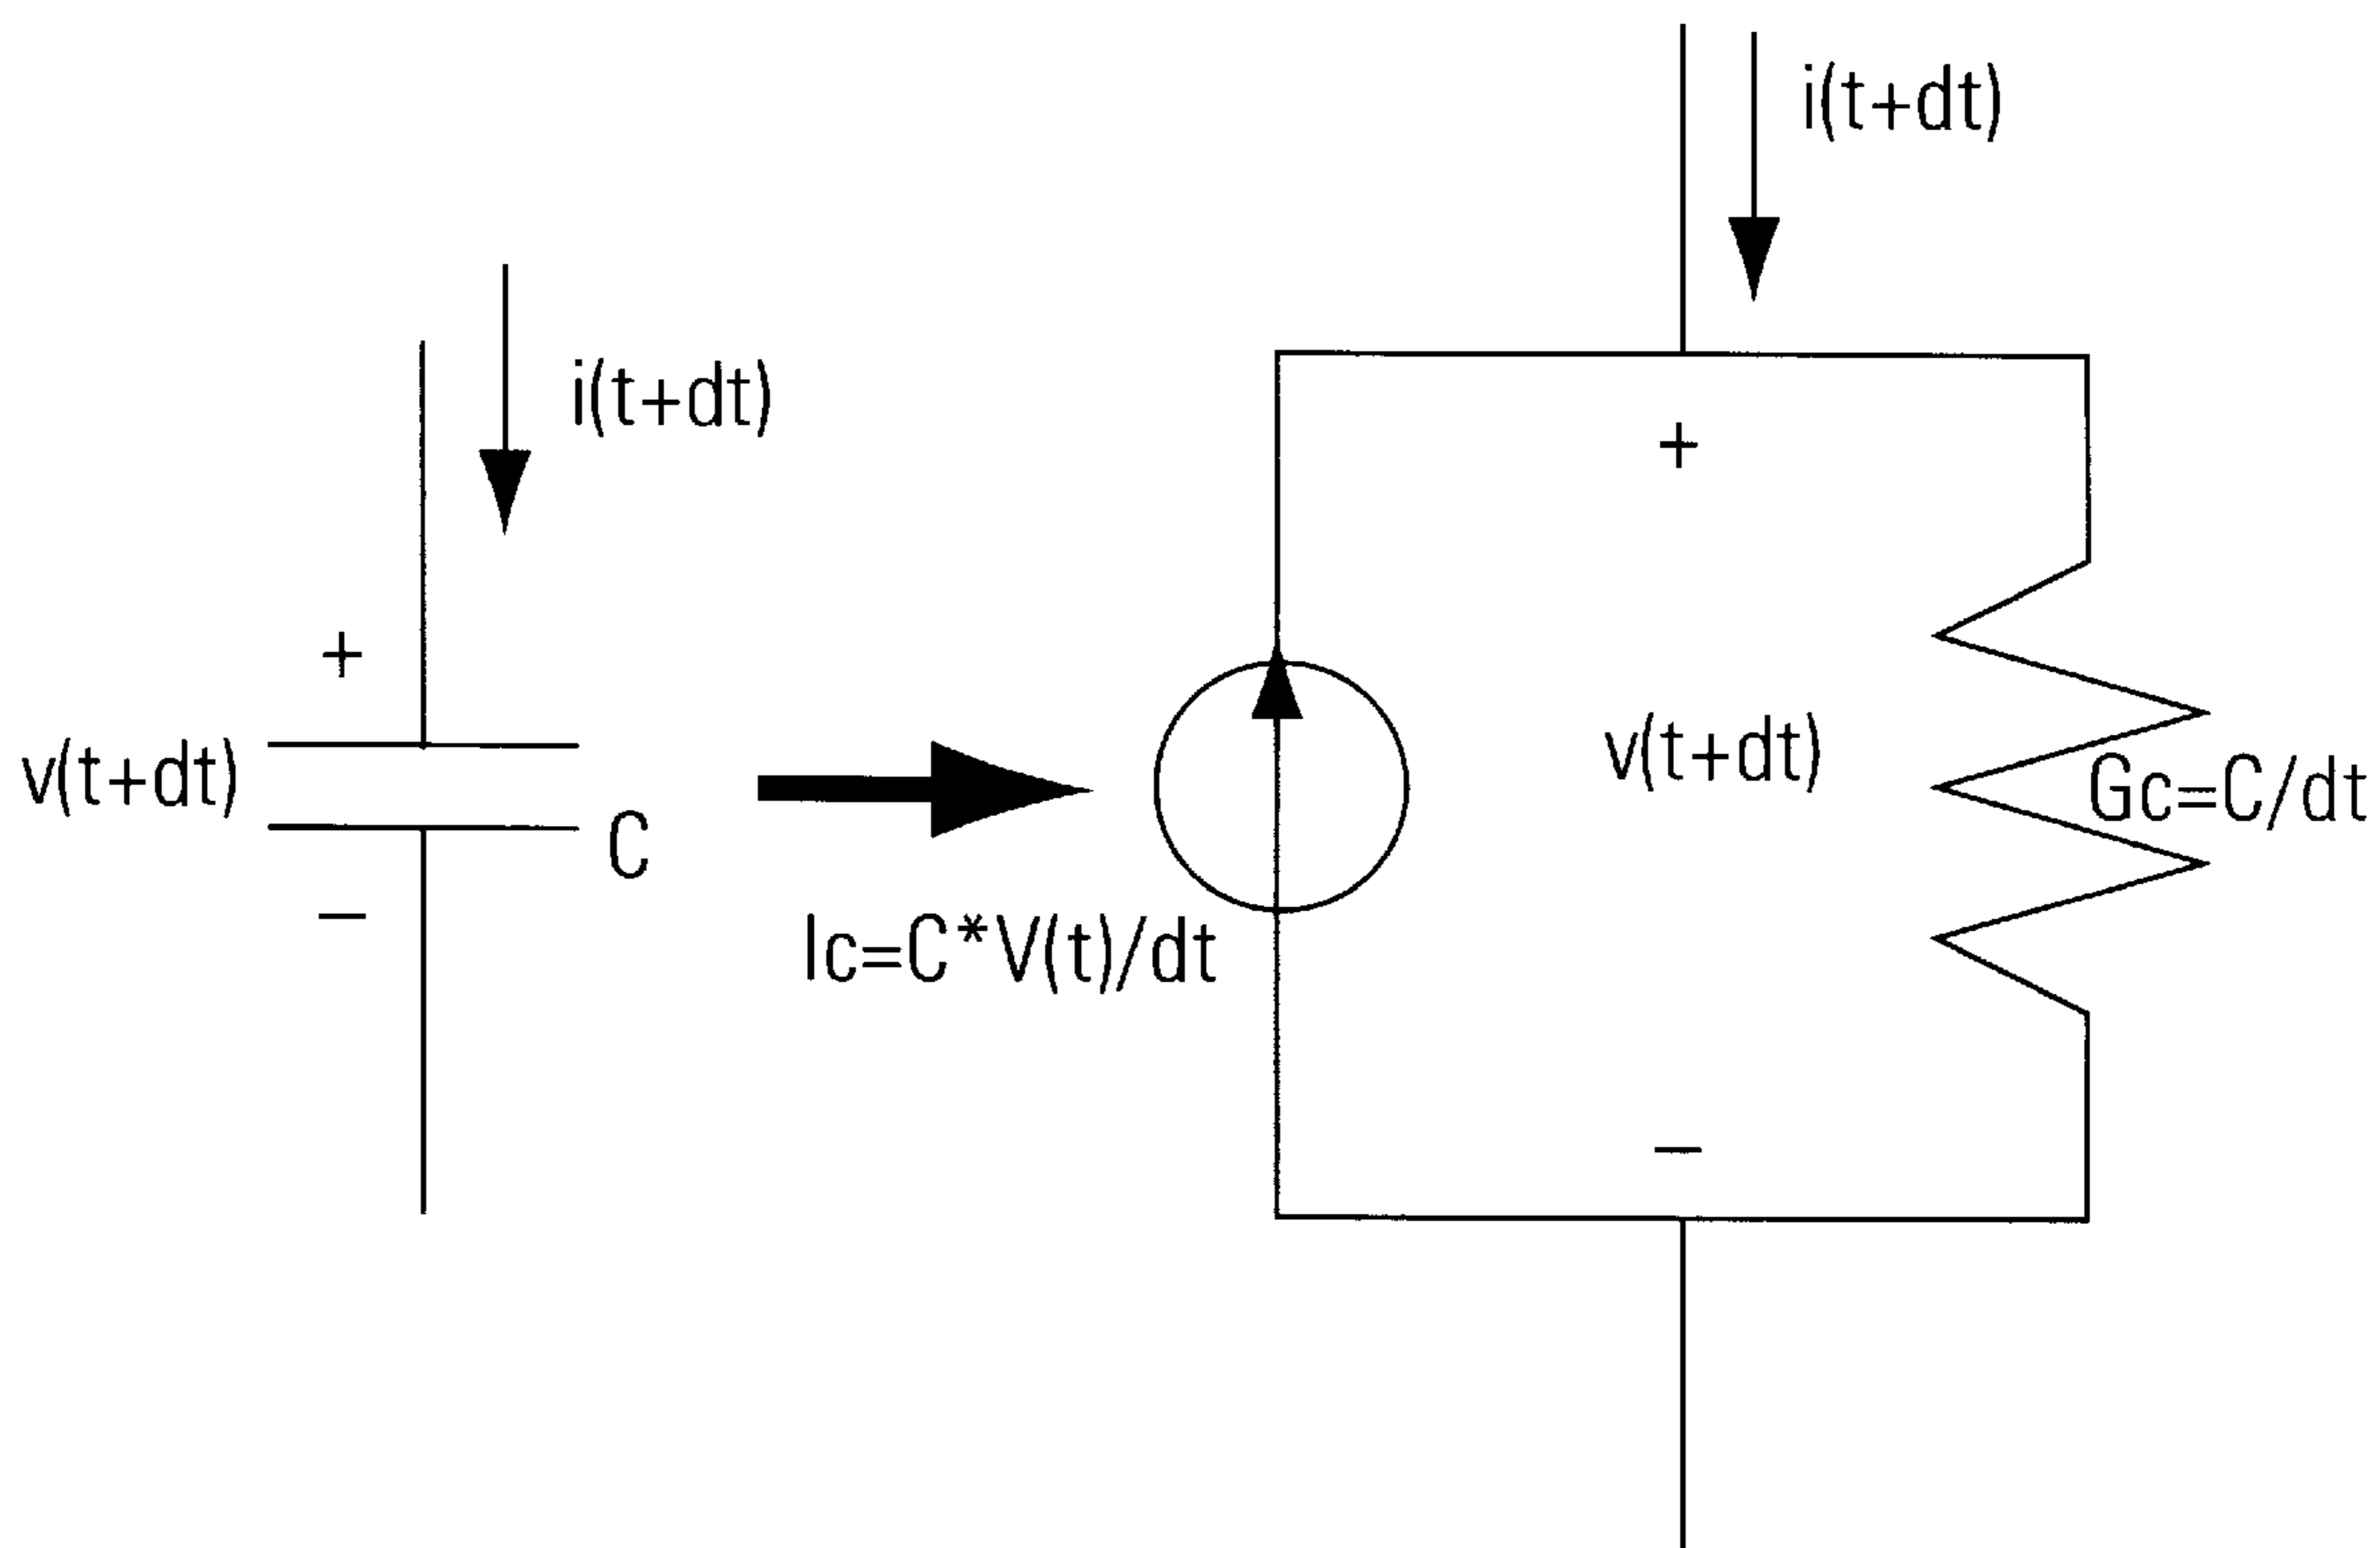 i(t+dt)
i(t+dt)
+
+
v(t+dt)
v(t+dt)
Gc=C/dt
C
−
Ic=C*V(t)/dt
−